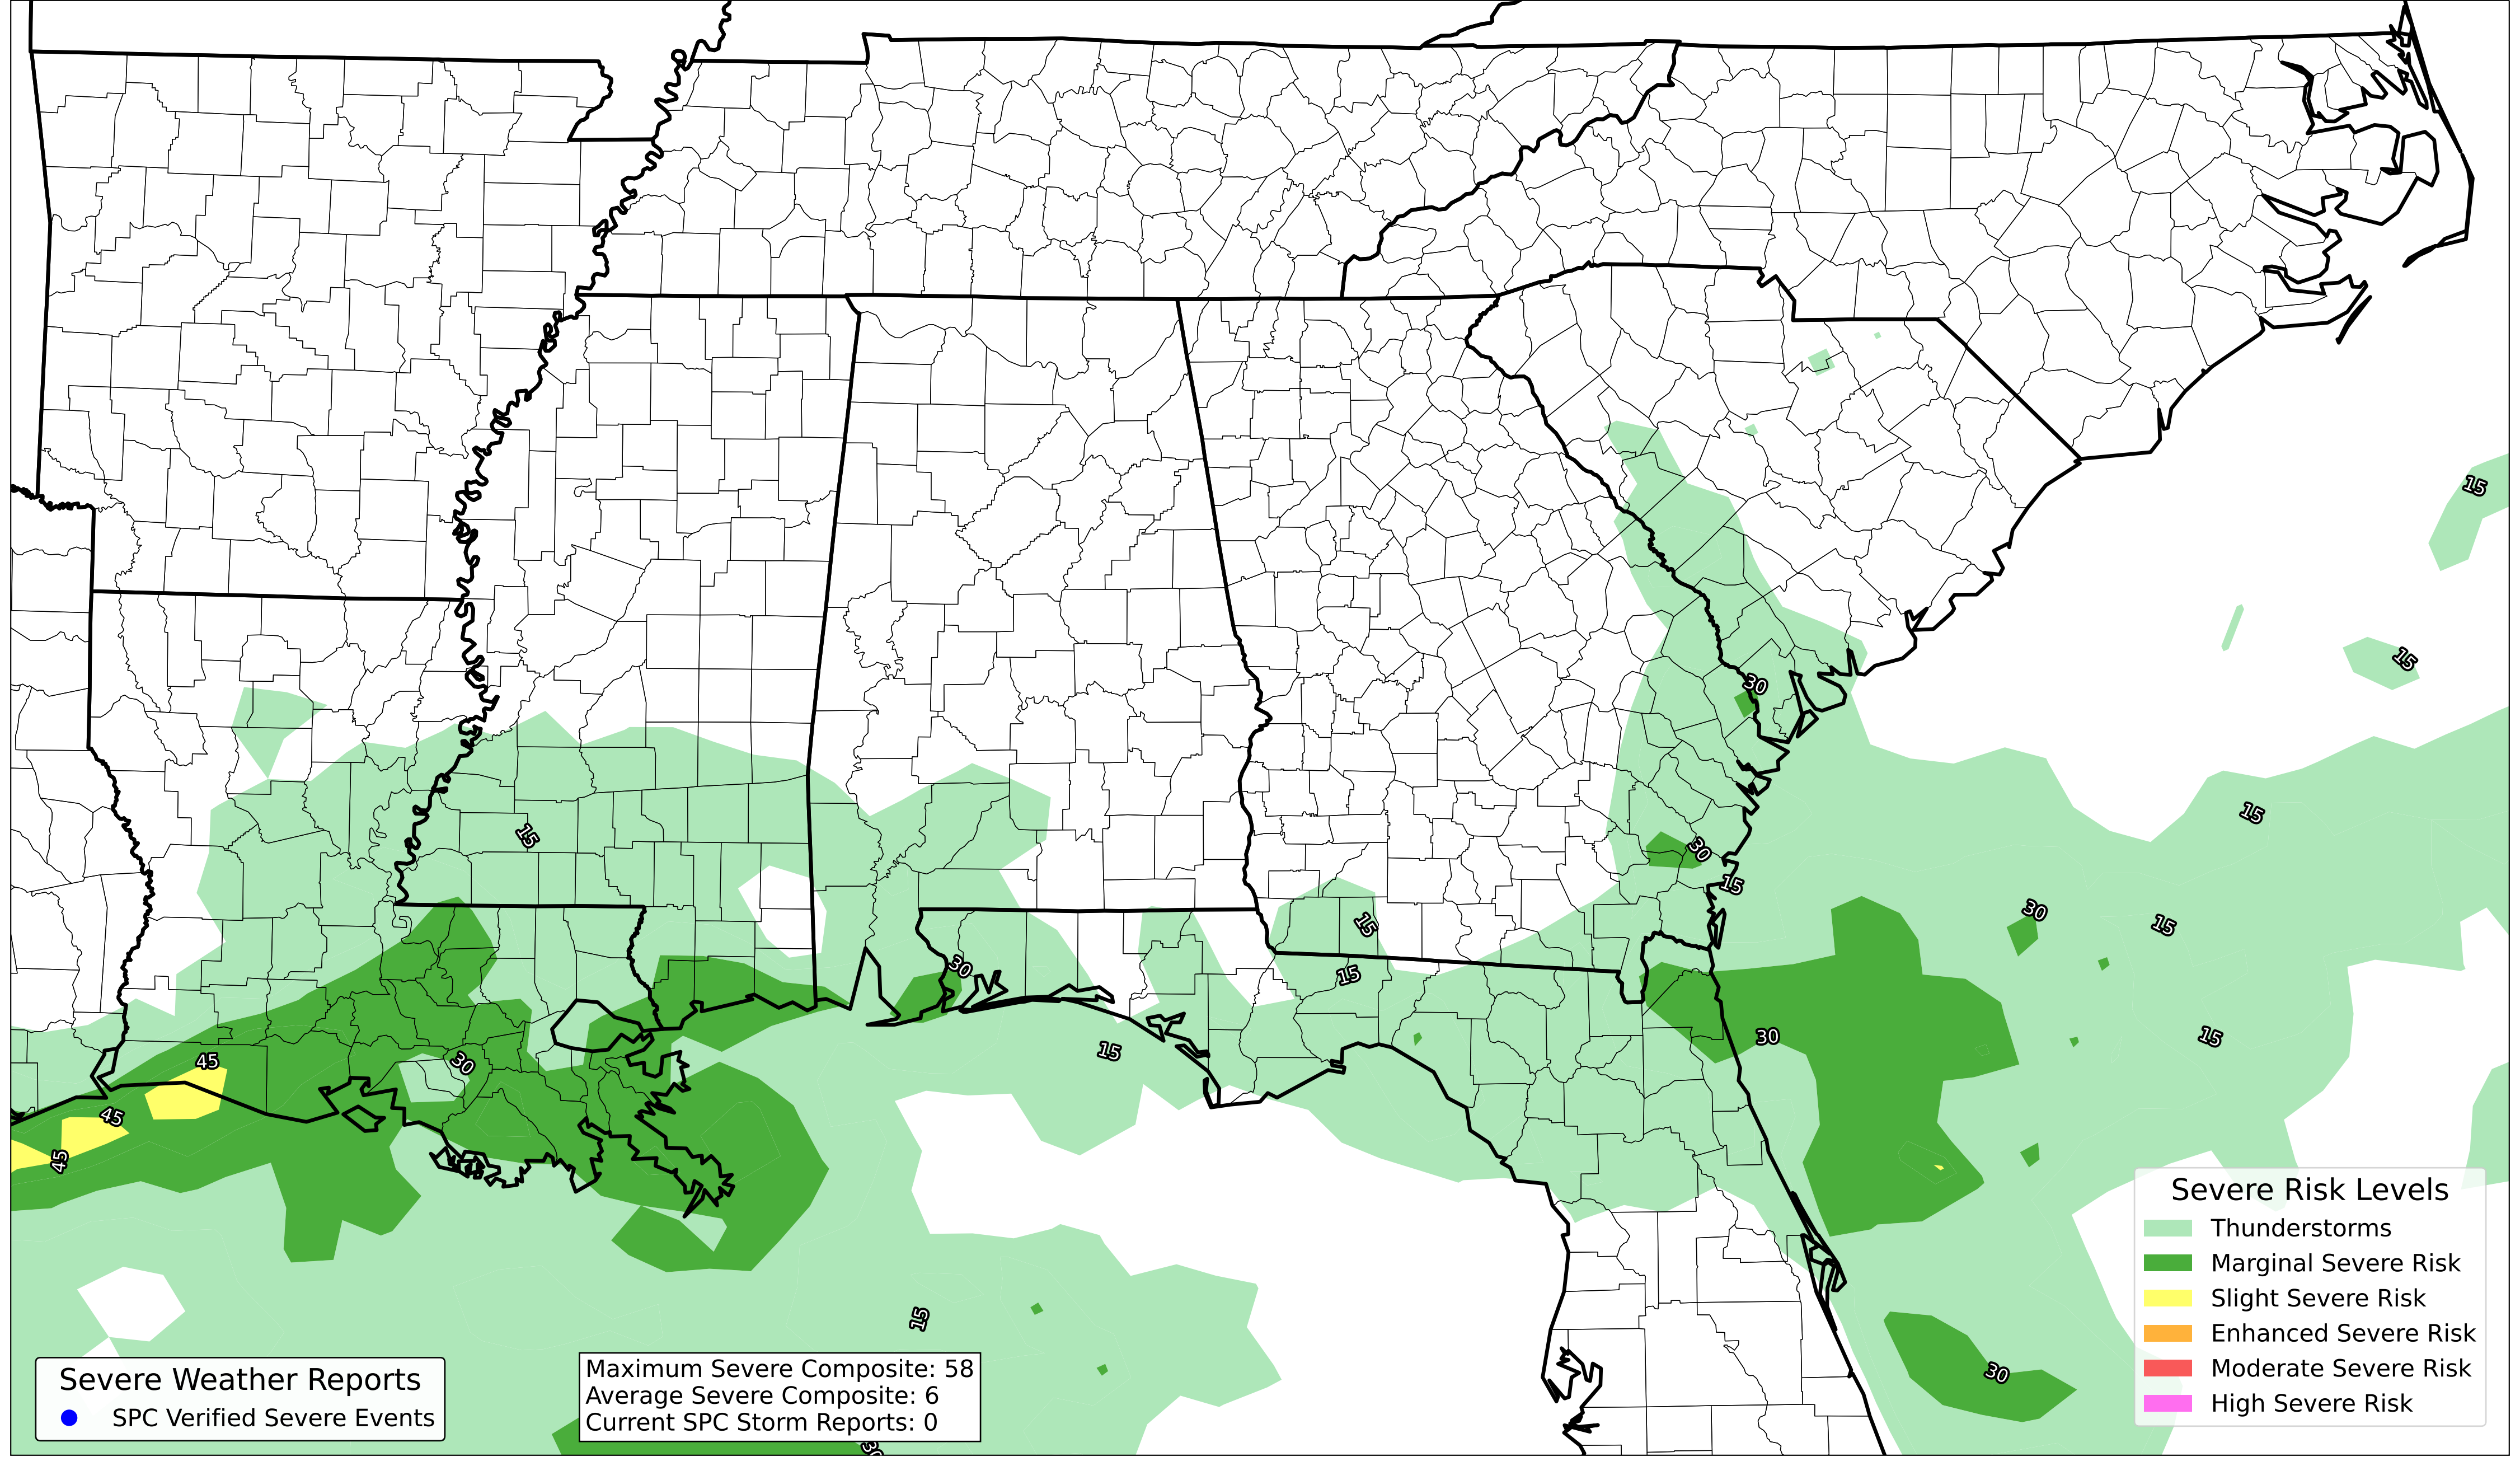 15
15
30
15
15
30
15
30
15
15
30
15
30
15
30
15
15
45
30
45
45
15
30
30
Severe Risk Levels
Thunderstorms
Marginal Severe Risk
Slight Severe Risk
Enhanced Severe Risk
Moderate Severe Risk
High Severe Risk
Severe Weather Reports
SPC Verified Severe Events
Maximum Severe Composite: 58
Average Severe Composite: 6
Current SPC Storm Reports: 0